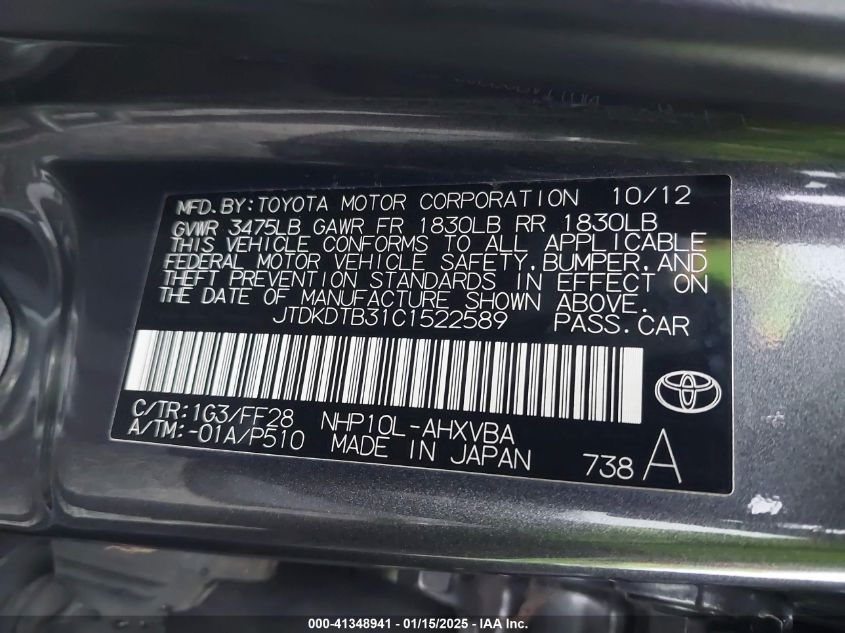 MFD.BY:TOYOTA MOTOR CORPORATION 10/12
GVWR 3475LB GAWR FR 1830LB RR 1830LB
THIS VEHICLE CONFORMS TO ALL APPLICABLE
FEDERAL MOTOR VEHICLE SAFETY,BUMPER,AND
THEFT PREVENTION STANDARDS IN EFFECT ON
THE DATE OF MANUFACTURE SHOWN ABOVE.
JTDKDTB31C1522589 PASS.CAR
C/TR:1G3/FF28 NHP10L-AHXVBA
A/TM:-01A/P510 MADE IN JAPAN 738 A
000-41348941 - 01/15/2025 - IAA Inc.